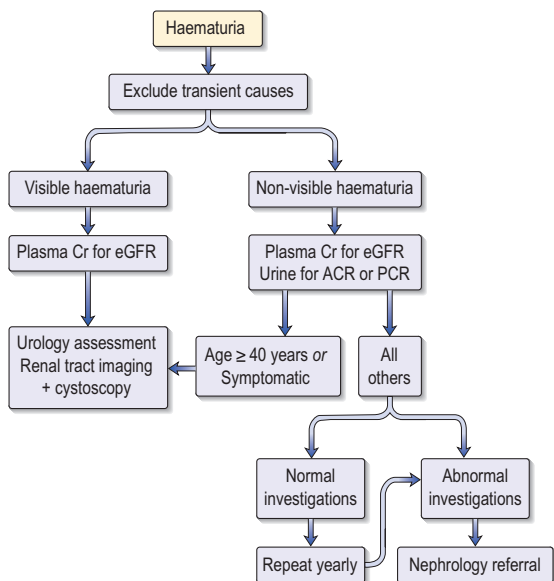 Haematuria
Exclude transient causes
Visible haematuria
Non-visible haematuria
Plasma Cr for eGFR
Plasma Cr for eGFR
Urine for ACR or PCR
Urology assessment
Renal tract imaging
+ cystoscopy
Age ≥ 40 years or
Symptomatic
All
others
Normal
investigations
Abnormal
investigations
Repeat yearly
Nephrology referral